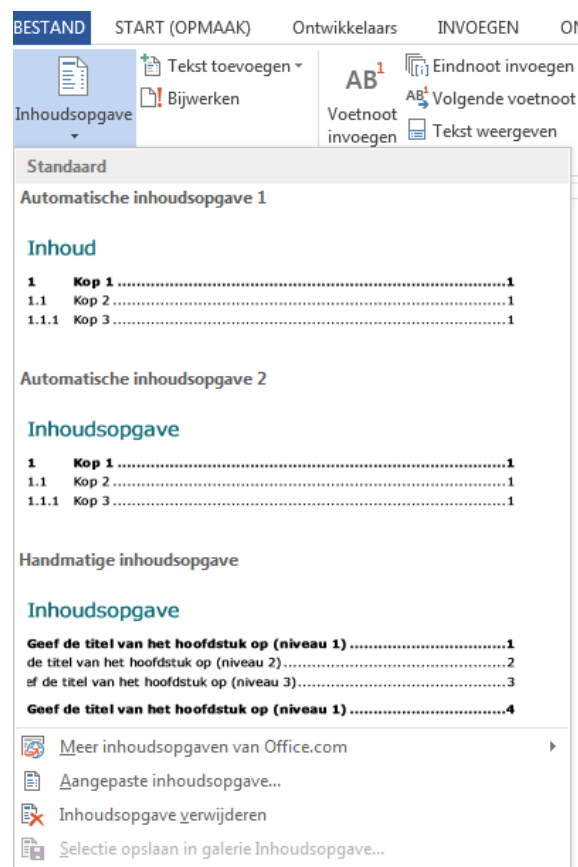 BESTAND START (OPMAAK) Ontwikkelaars INVOEGEN
Tekst toevoegen
Bijwerken
Inhoudsopgave
AB1
Voetnoot
invoegen
Eindnoot invoegen
AB1 Volgende voetnoot
Tekst weergeven
Standaard
Automatische inhoudsopgave 1
Inhoud
1 Kop 1 ........................................................................1
1.1 Kop 2 ........................................................................1
1.1.1 Kop 3 ........................................................................1
Automatische inhoudsopgave 2
Inhoudsopgave
1 Kop 1 ........................................................................1
1.1 Kop 2 ........................................................................1
1.1.1 Kop 3 ........................................................................1
Handmatige inhoudsopgave
Inhoudsopgave
Geef de titel van het hoofdstuk op (niveau 1) ............................1
de titel van het hoofdstuk op (niveau 2) ........................................2
ef de titel van het hoofdstuk op (niveau 3) .....................................3
Geef de titel van het hoofdstuk op (niveau 1) ............................4
Meer inhoudsopgaven van Office.com
Aangepaste inhoudsopgave...
Inhoudsopgave verwijderen
Selectie opslaan in galerie Inhoudsopgave...